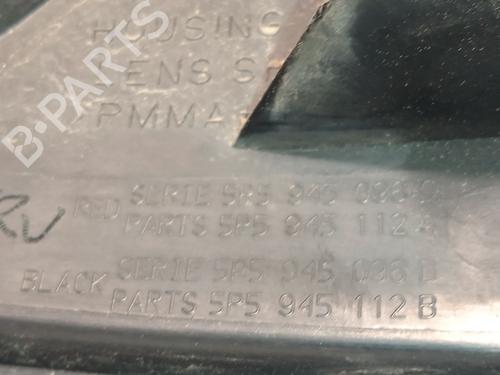 HOUSING
LENS
PMMA
B-PARTS
RED SERIE 5P5 945 096 C
PARTS 5P5 945 112 A
BLACK SERIE 5P5 945 096 D
PARTS 5P5 945 112 B